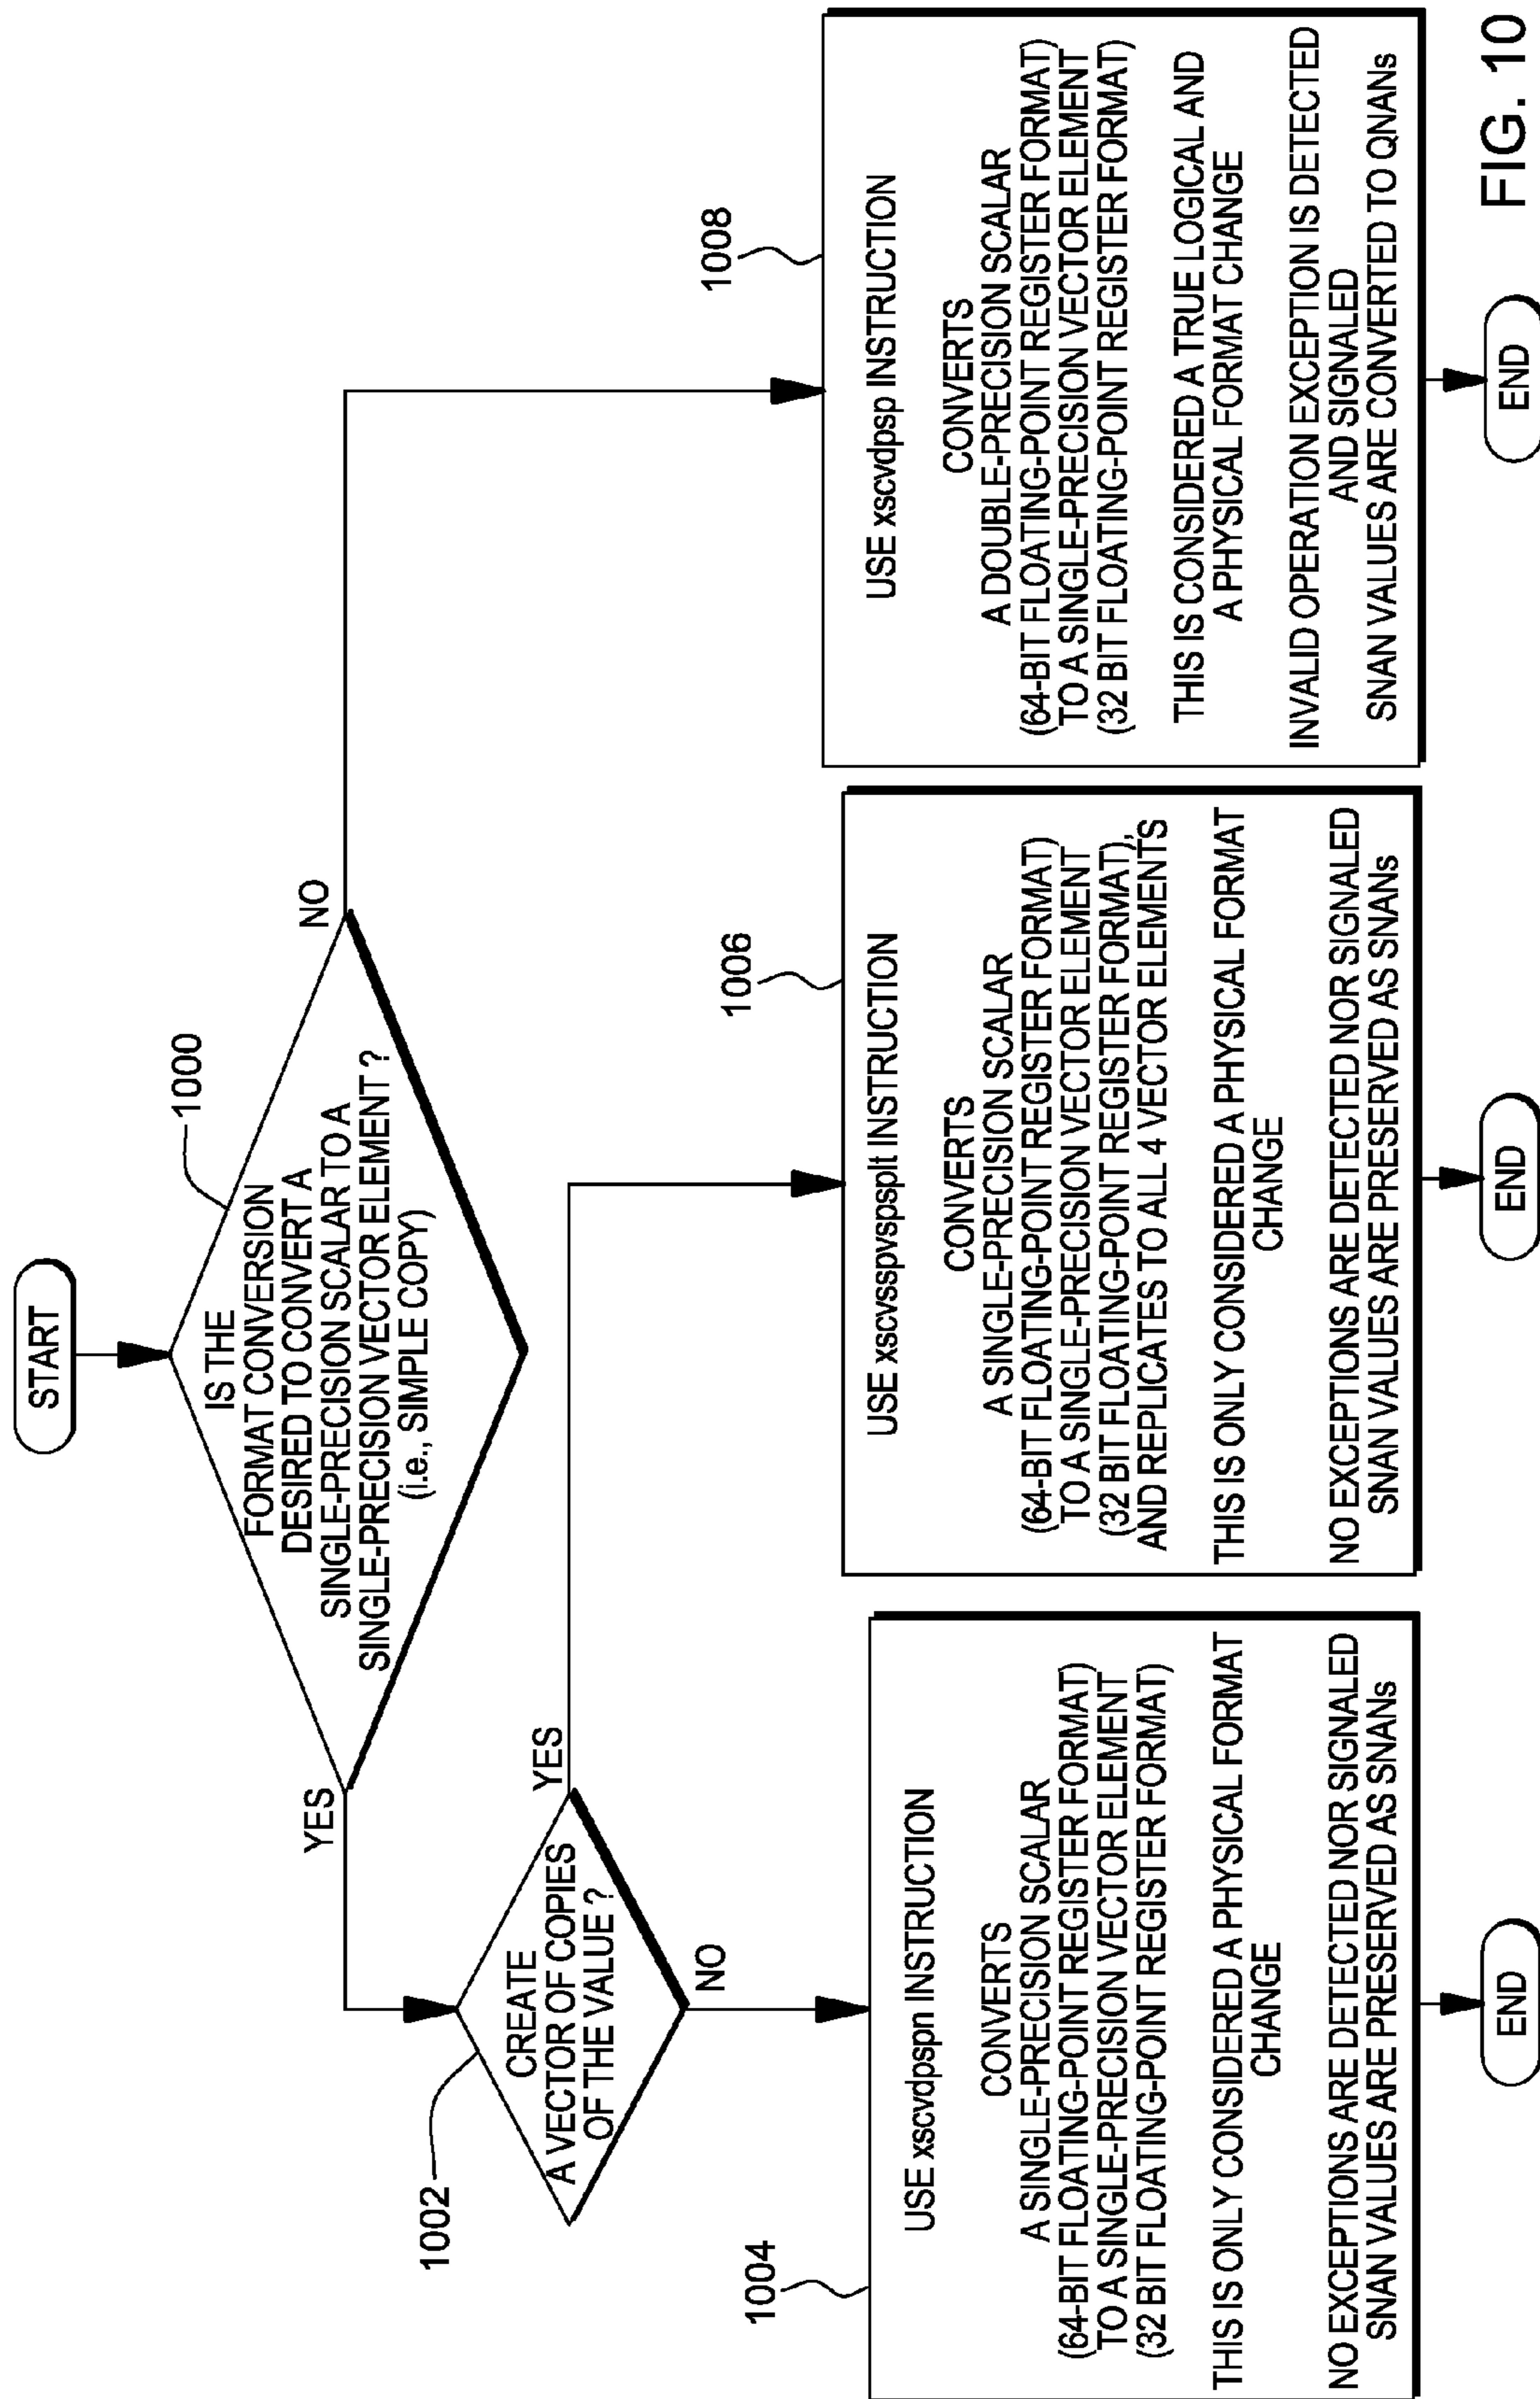 START
1000
IS THE
FORMAT CONVERSION
DESIRED TO CONVERT A
SINGLE-PRECISION SCALAR TO A
SINGLE-PRECISION VECTOR ELEMENT ?
(i.e., SIMPLE COPY)
YES
NO
1002
CREATE
A VECTOR OF COPIES
OF THE VALUE ?
YES
NO
1004
USE xscvdpspn INSTRUCTION
CONVERTS
A SINGLE-PRECISION SCALAR
(64-BIT FLOATING-POINT REGISTER FORMAT)
TO A SINGLE-PRECISION VECTOR ELEMENT
(32 BIT FLOATING-POINT REGISTER FORMAT)
THIS IS ONLY CONSIDERED A PHYSICAL FORMAT
CHANGE
NO EXCEPTIONS ARE DETECTED NOR SIGNALED
SNAN VALUES ARE PRESERVED AS SNANs
END
1006
USE xscvsspvspsplt INSTRUCTION
CONVERTS
A SINGLE-PRECISION SCALAR
(64-BIT FLOATING-POINT REGISTER FORMAT)
TO A SINGLE-PRECISION VECTOR ELEMENT
(32 BIT FLOATING-POINT REGISTER FORMAT),
AND REPLICATES TO ALL 4 VECTOR ELEMENTS
THIS IS ONLY CONSIDERED A PHYSICAL FORMAT
CHANGE
NO EXCEPTIONS ARE DETECTED NOR SIGNALED
SNAN VALUES ARE PRESERVED AS SNANs
END
1008
USE xscvdpsp INSTRUCTION
CONVERTS
A DOUBLE-PRECISION SCALAR
(64-BIT FLOATING-POINT REGISTER FORMAT)
TO A SINGLE-PRECISION VECTOR ELEMENT
(32 BIT FLOATING-POINT REGISTER FORMAT)
THIS IS CONSIDERED A TRUE LOGICAL AND
A PHYSICAL FORMAT CHANGE
INVALID OPERATION EXCEPTION IS DETECTED
AND SIGNALED
SNAN VALUES ARE CONVERTED TO QNANs
END
FIG. 10